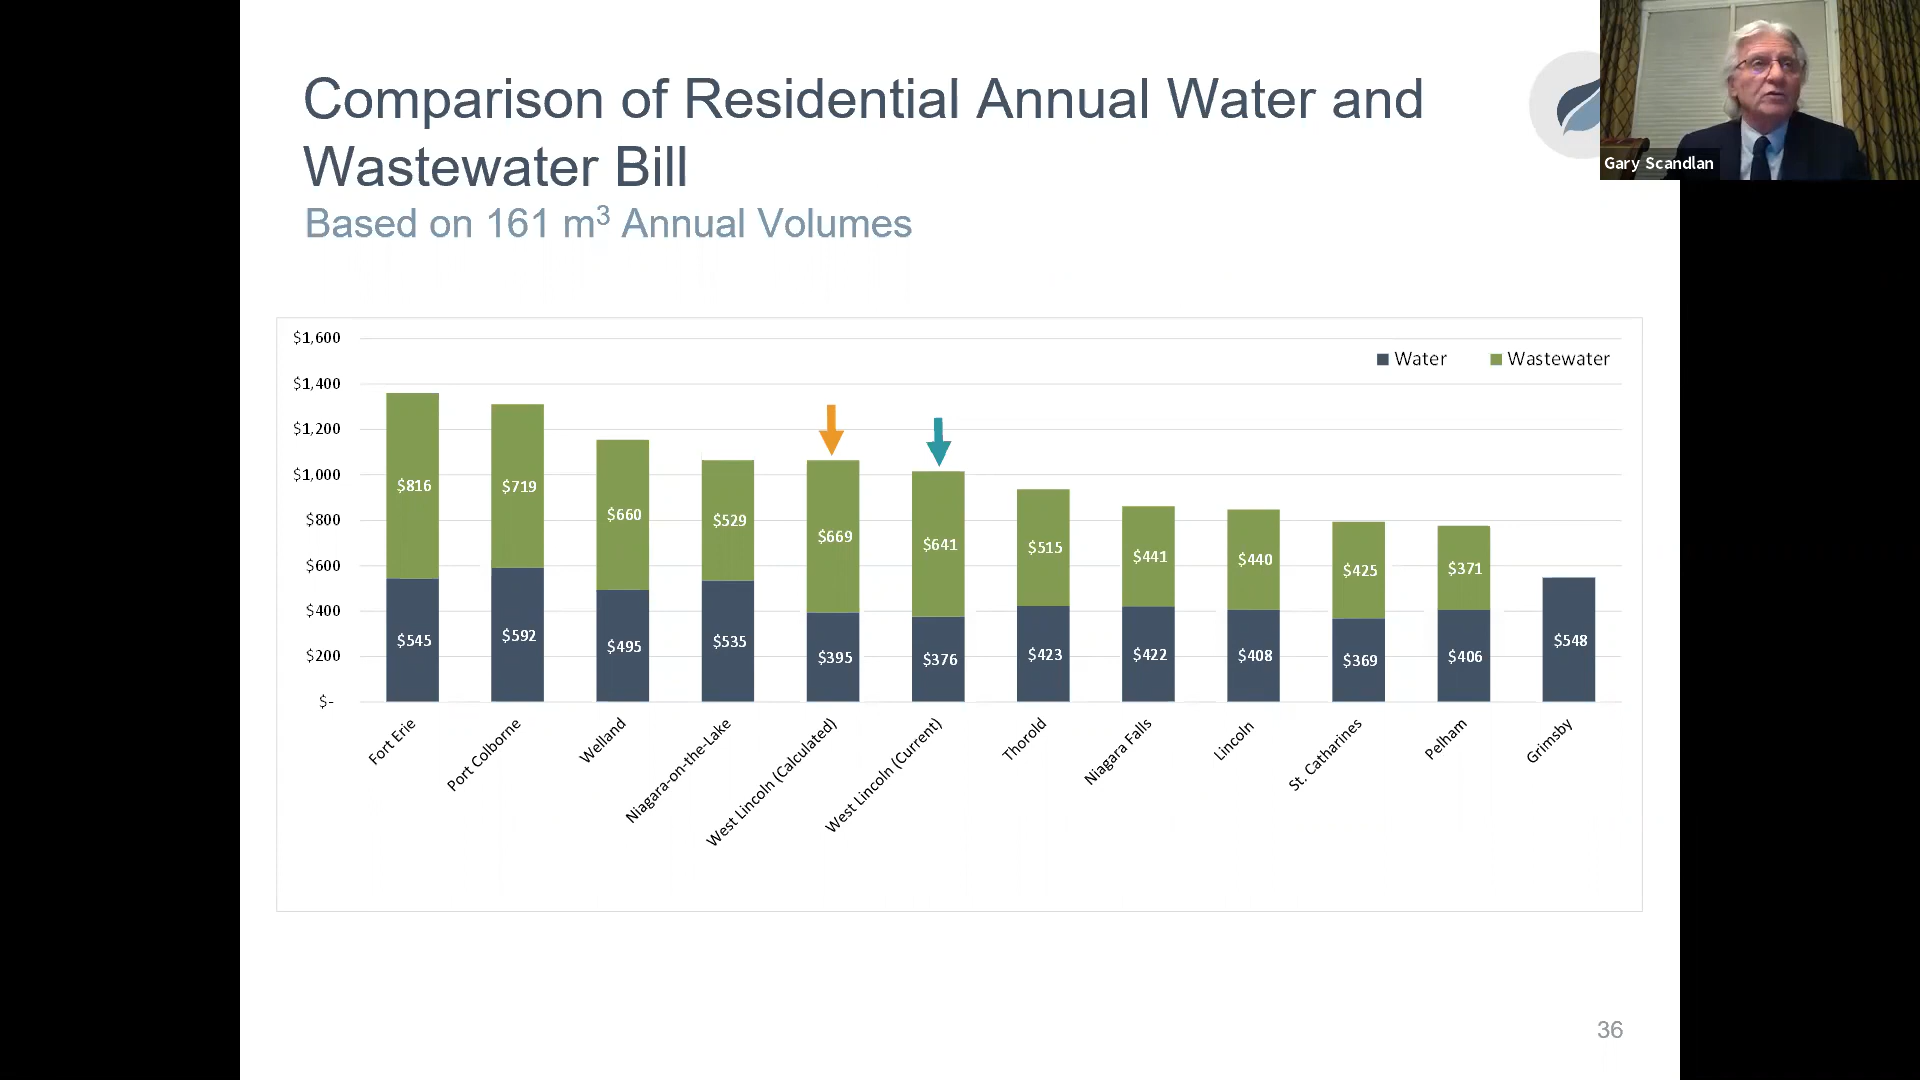 Comparison of Residential Annual Water and
Wastewater Bill
Based on 161 m³ Annual Volumes
Gary Scandlan
$1,600
$1,400
$1,200
$1,000
$800
$600
$400
$200
$-
Water
Wastewater
$816
$719
$660
$529
$669
$641
$515
$441
$440
$425
$371
$545
$592
$495
$535
$395
$376
$423
$422
$408
$369
$406
$548
Fort Erie
Port Colborne
Welland
Niagara-on-the-Lake
West Lincoln (Calculated)
West Lincoln (Current)
Thorold
Niagara Falls
Lincoln
St. Catharines
Pelham
Grimsby
36